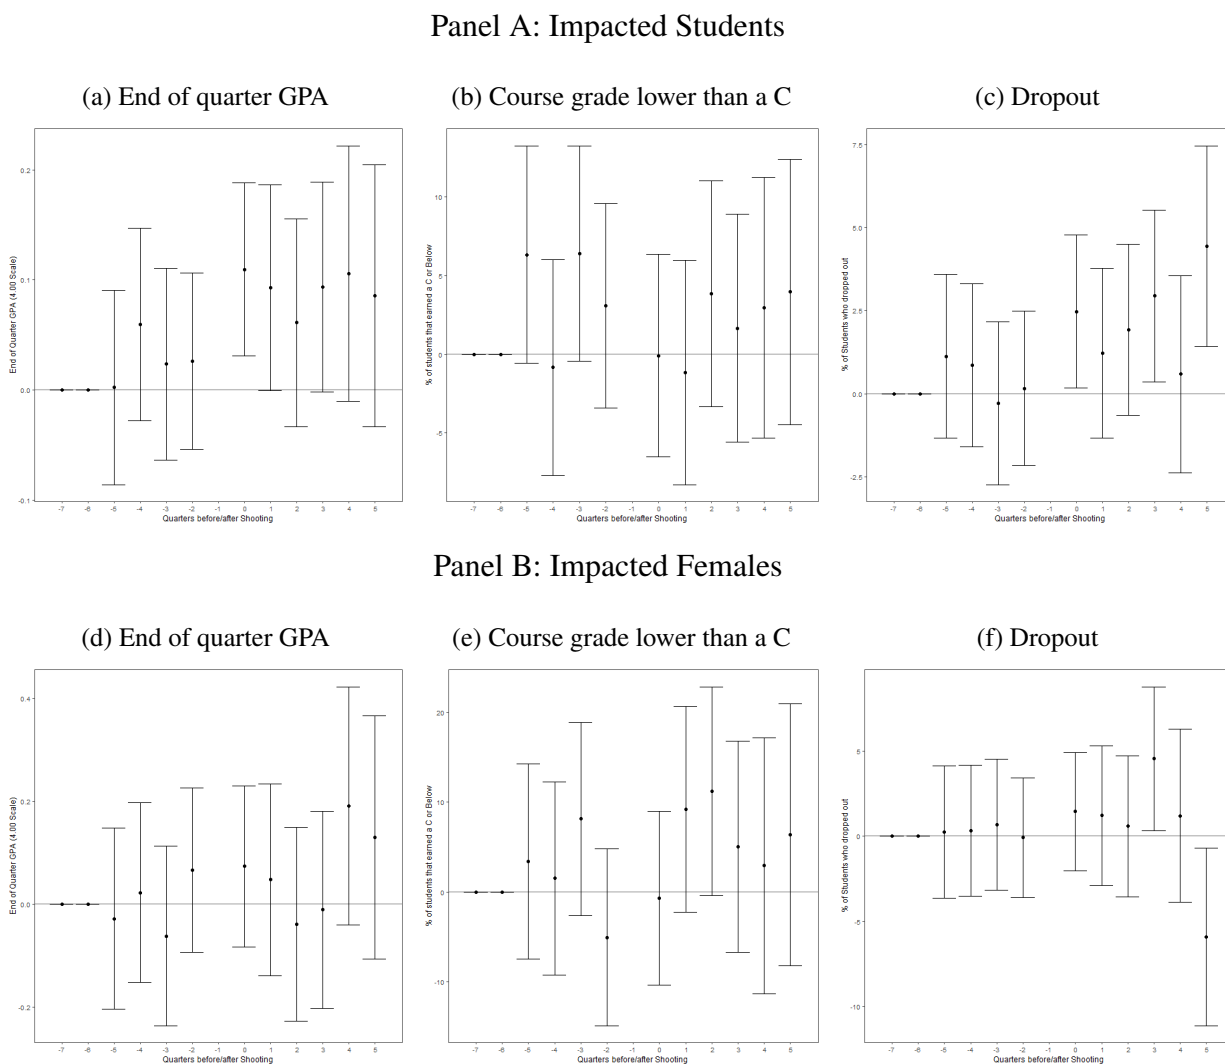 Panel A: Impacted Students
(a) End of quarter GPA
(b) Course grade lower than a C
(c) Dropout
End of Quarter GPA (4.00 Scale)
0.2
0.1
0.0
-0.1
-7 -6 -5 -4 -3 -2 -1 0 1 2 3 4 5
Quarters before/after Shooting
% of students that earned a C or Below
10
5
0
-5
-7 -6 -5 -4 -3 -2 -1 0 1 2 3 4 5
Quarters before/after Shooting
% of Students who dropped out
7.5
5.0
2.5
0.0
-2.5
-7 -6 -5 -4 -3 -2 -1 0 1 2 3 4 5
Quarters before/after Shooting
Panel B: Impacted Females
(d) End of quarter GPA
(e) Course grade lower than a C
(f) Dropout
End of Quarter GPA (4.00 Scale)
0.4
0.2
0.0
-0.2
-7 -6 -5 -4 -3 -2 -1 0 1 2 3 4 5
Quarters before/after Shooting
% of students that earned a C or Below
20
10
0
-10
-7 -6 -5 -4 -3 -2 -1 0 1 2 3 4 5
Quarters before/after Shooting
% of Students who dropped out
5
0
-5
-10
-7 -6 -5 -4 -3 -2 -1 0 1 2 3 4 5
Quarters before/after Shooting